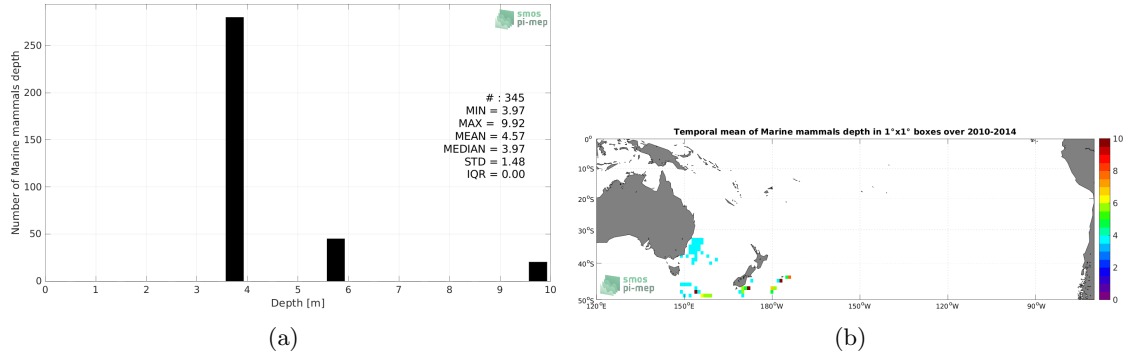 smos
pi-mep
Number of Marine mammals depth
250
200
150
100
50
0
# : 345
MIN = 3.97
MAX = 9.92
MEAN = 4.57
MEDIAN = 3.97
STD = 1.48
IQR = 0.00
0 1 2 3 4 5 6 7 8 9 10
Depth [m]
(a)
Temporal mean of Marine mammals depth in 1°x1° boxes over 2010-2014
0°
10°S
20°S
30°S
40°S
50°S
smos
pi-mep
120°E 150°E 180°W 150°W 120°W 90°W
10
8
6
4
2
0
(b)